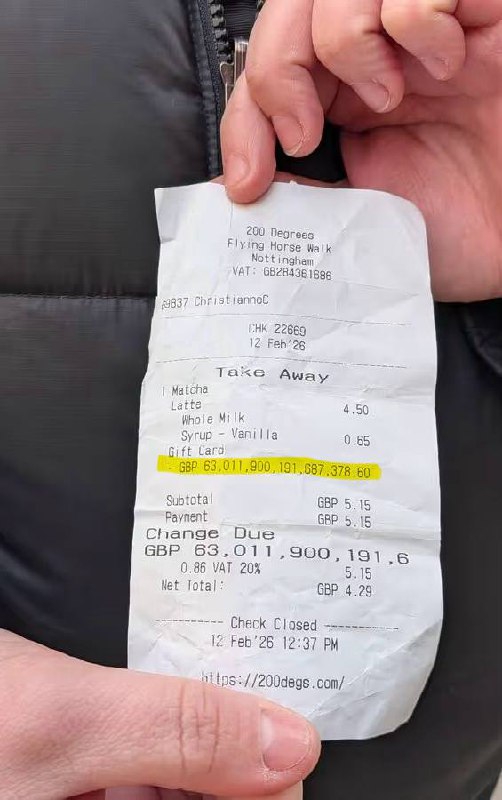 200 Degrees
Flying Horse Walk
Nottingham
VAT: GB284361686
69837 ChristiannoC
CHK 22669
12 Feb'26
Take Away
1 Matcha
Latte 4.50
Whole Milk
Syrup - Vanilla 0.65
Gift Card
GBP 63,011,900,191,687,378.60
Subtotal GBP 5.15
Payment GBP 5.15
Change Due
GBP 63,011,900,191,6
0.86 VAT 20% 5.15
Net Total: GBP 4.29
-------- Check Closed --------
12 Feb'26 12:37 PM
https://200degs.com/